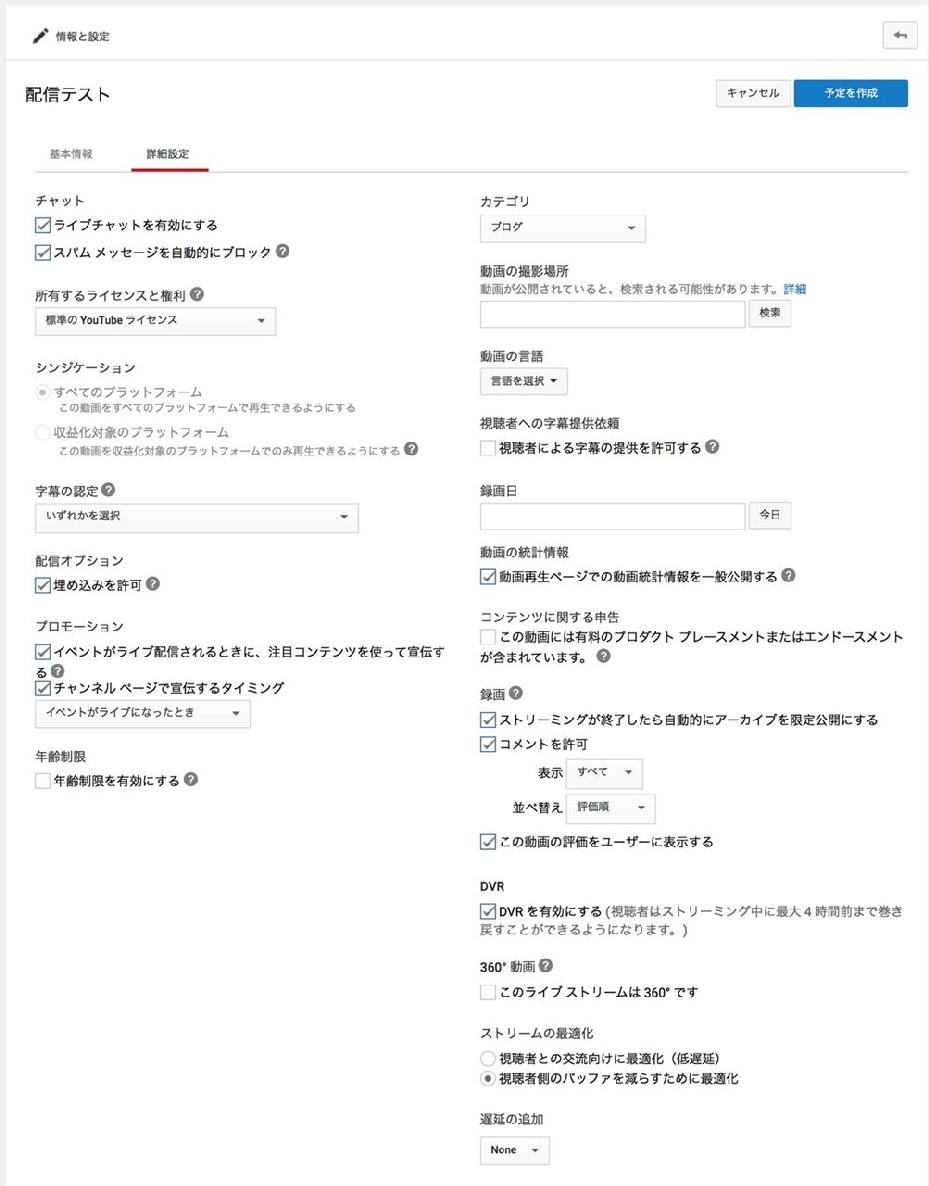 情報と設定
配信テスト
キャンセル
予定を作成
基本情報
詳細設定
チャット
ライブチャットを有効にする
スパム メッセージを自動的にブロック ?
所有するライセンスと権利 ?
標準の YouTube ライセンス
シンジケーション
すべてのプラットフォーム
この動画をすべてのプラットフォームで再生できるようにする
収益化対象のプラットフォーム
この動画を収益化対象のプラットフォームでのみ再生できるようにする ?
字幕の認定 ?
いずれかを選択
配信オプション
埋め込みを許可 ?
プロモーション
イベントがライブ配信されるときに、注目コンテンツを使って宣伝す
る ?
チャンネル ページで宣伝するタイミング
イベントがライブになったとき
年齢制限
年齢制限を有効にする ?
カテゴリ
ブログ
動画の撮影場所
動画が公開されていると、検索される可能性があります。詳細
検索
動画の言語
言語を選択
視聴者への字幕提供依頼
視聴者による字幕の提供を許可する ?
録画日
今日
動画の統計情報
動画再生ページでの動画統計情報を一般公開する ?
コンテンツに関する申告
この動画には有料のプロダクト プレースメントまたはエンドースメント
が含まれています。 ?
録画 ?
ストリーミングが終了したら自動的にアーカイブを限定公開にする
コメントを許可
表示 すべて
並べ替え 評価順
この動画の評価をユーザーに表示する
DVR
DVR を有効にする (視聴者はストリーミング中に最大 4 時間前まで巻き
戻すことができるようになります。)
360° 動画 ?
このライブ ストリームは 360° です
ストリームの最適化
視聴者との交流向けに最適化（低遅延）
視聴者側のバッファを減らすために最適化
遅延の追加
None